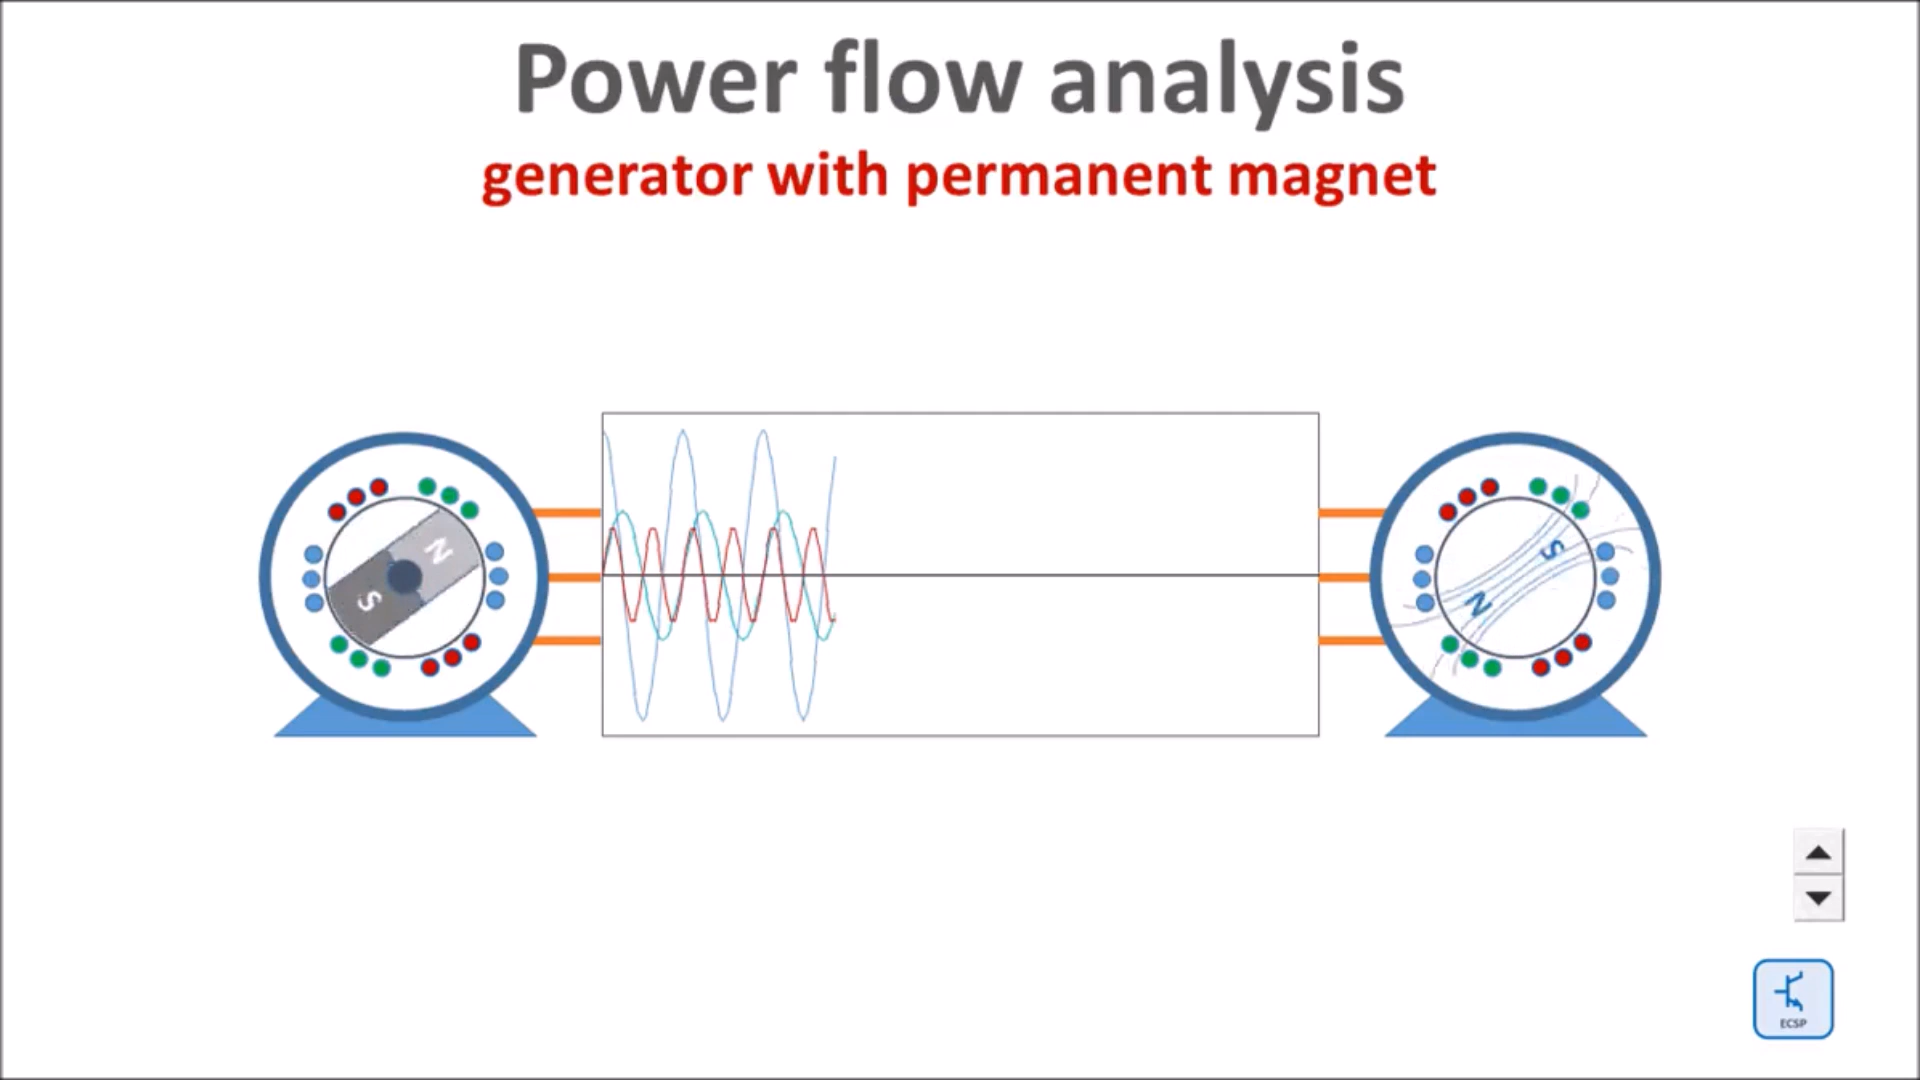 Power flow analysis
generator with permanent magnet
N
S
S
N
ECSP